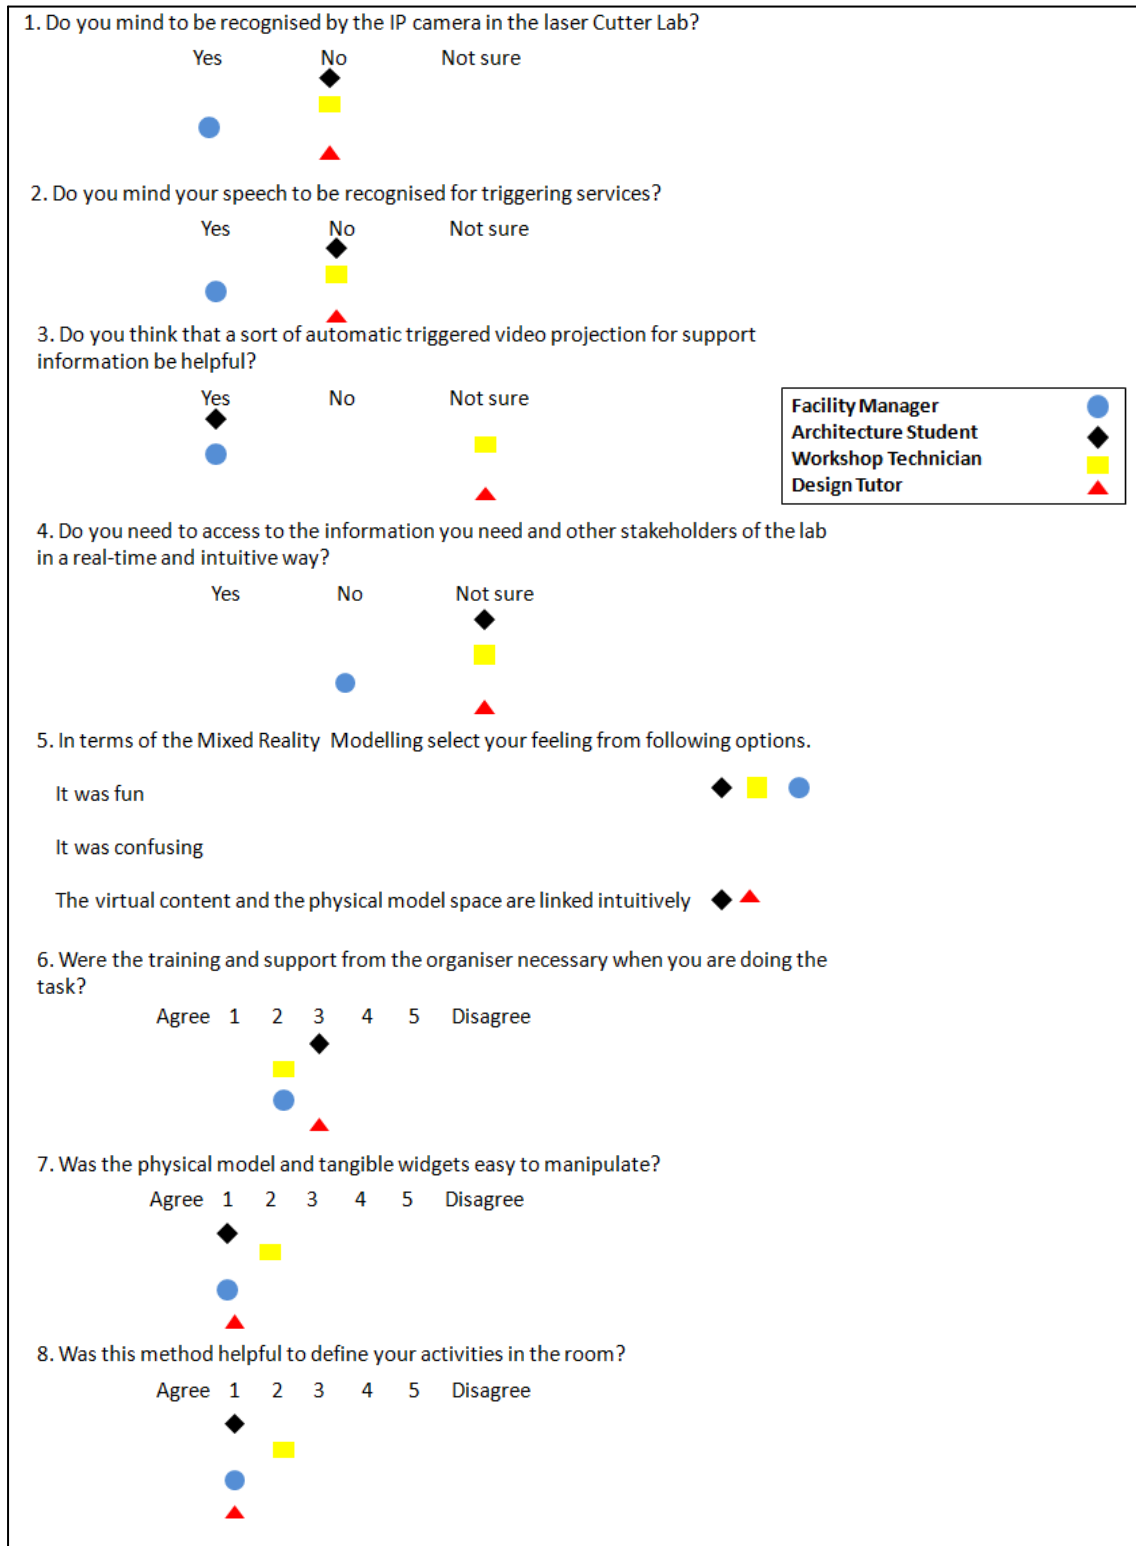 1. Do you mind to be recognised by the IP camera in the laser Cutter Lab?
Yes No Not sure
2. Do you mind your speech to be recognised for triggering services?
Yes No Not sure
3. Do you think that a sort of automatic triggered video projection for support
information be helpful?
Yes No Not sure
Facility Manager
Architecture Student
Workshop Technician
Design Tutor
4. Do you need to access to the information you need and other stakeholders of the lab
in a real-time and intuitive way?
Yes No Not sure
5. In terms of the Mixed Reality Modelling select your feeling from following options.
It was fun
It was confusing
The virtual content and the physical model space are linked intuitively
6. Were the training and support from the organiser necessary when you are doing the
task?
Agree 1 2 3 4 5 Disagree
7. Was the physical model and tangible widgets easy to manipulate?
Agree 1 2 3 4 5 Disagree
8. Was this method helpful to define your activities in the room?
Agree 1 2 3 4 5 Disagree